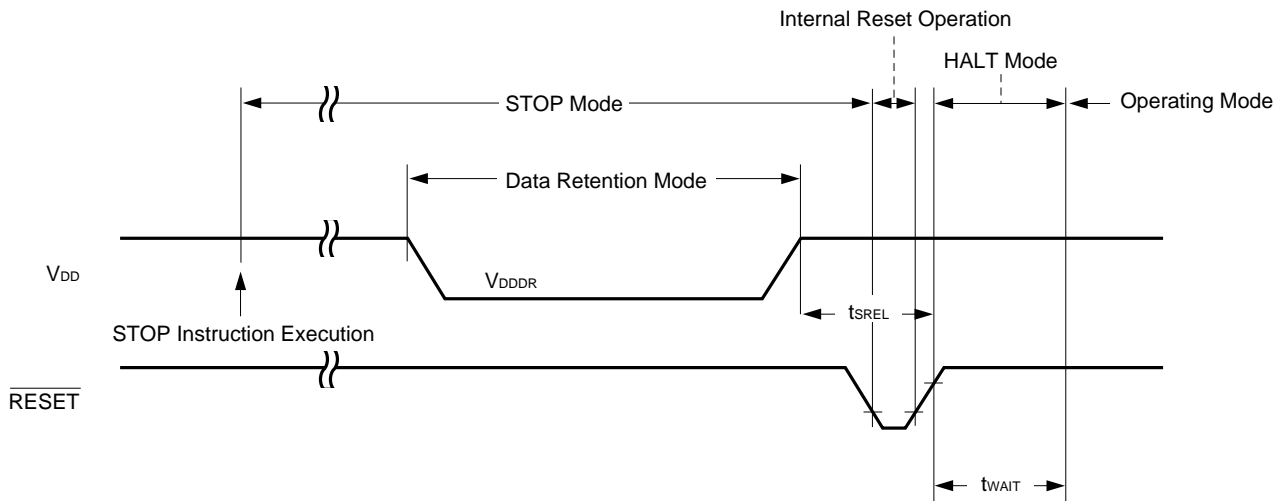 Internal Reset Operation
HALT Mode
STOP Mode
Operating Mode
Data Retention Mode
VDD
VDDDR
tSREL
STOP Instruction Execution
RESET
tWAIT